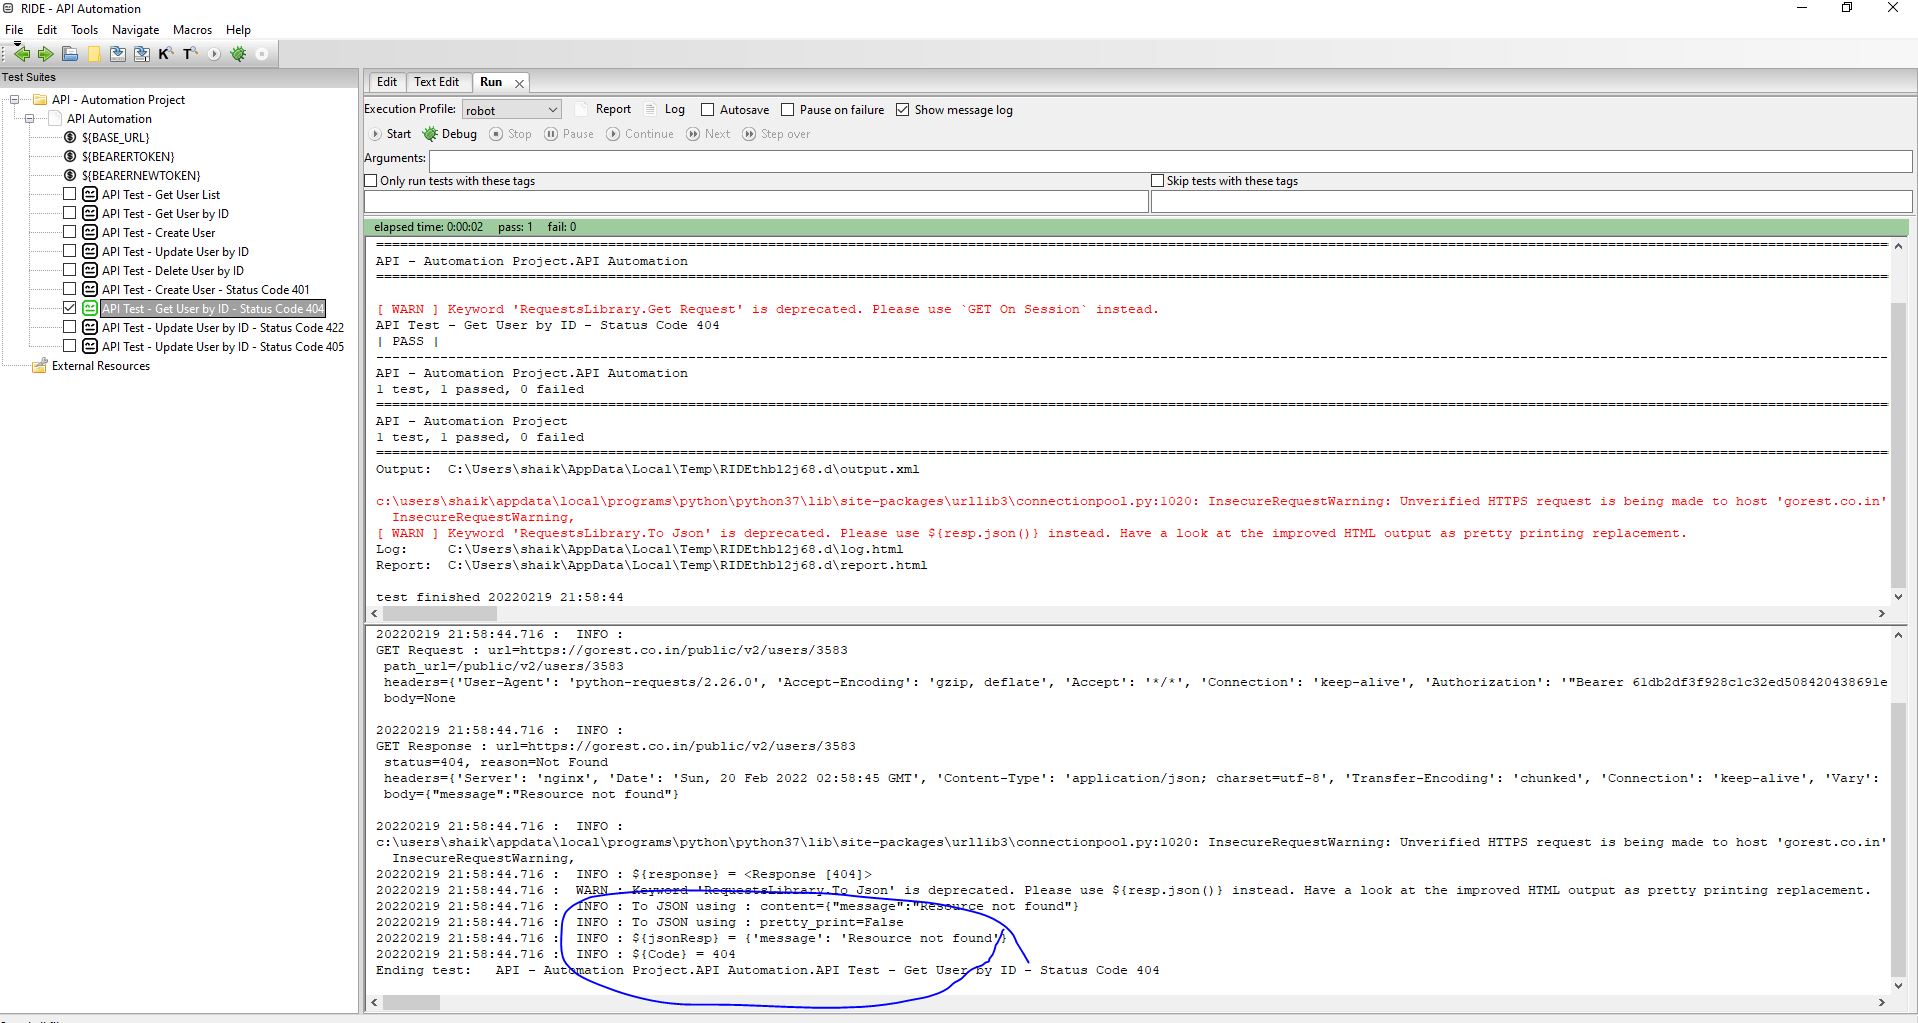 RIDE - API Automation
File Edit Tools Navigate Macros Help
Test Suites
API - Automation Project
API Automation
${BASE_URL}
${BEARERTOKEN}
${BEARERNEWTOKEN}
API Test - Get User List
API Test - Get User by ID
API Test - Create User
API Test - Update User by ID
API Test - Delete User by ID
API Test - Create User - Status Code 401
API Test - Get User by ID - Status Code 404
API Test - Update User by ID - Status Code 422
API Test - Update User by ID - Status Code 405
External Resources
Edit Text Edit Run
Execution Profile: robot Report Log Autosave Pause on failure Show message log
Start Debug Stop Pause Continue Next Step over
Arguments:
Only run tests with these tags Skip tests with these tags
elapsed time: 0:00:02 pass: 1 fail: 0
==============================================================================
API - Automation Project.API Automation
==============================================================================
[ WARN ] Keyword 'RequestsLibrary.Get Request' is deprecated. Please use `GET On Session` instead.
API Test - Get User by ID - Status Code 404
| PASS |
------------------------------------------------------------------------------
API - Automation Project.API Automation
1 test, 1 passed, 0 failed
==============================================================================
API - Automation Project
1 test, 1 passed, 0 failed
==============================================================================
Output: C:\Users\shaik\AppData\Local\Temp\RIDEthbl2j68.d\output.xml
c:\users\shaik\appdata\local\programs\python\python37\lib\site-packages\urllib3\connectionpool.py:1020: InsecureRequestWarning: Unverified HTTPS request is being made to host 'gorest.co.in'
InsecureRequestWarning,
[ WARN ] Keyword 'RequestsLibrary.To Json' is deprecated. Please use ${resp.json()} instead. Have a look at the improved HTML output as pretty printing replacement.
Log: C:\Users\shaik\AppData\Local\Temp\RIDEthbl2j68.d\log.html
Report: C:\Users\shaik\AppData\Local\Temp\RIDEthbl2j68.d\report.html
test finished 20220219 21:58:44
20220219 21:58:44.716 : INFO :
GET Request : url=https://gorest.co.in/public/v2/users/3583
path_url=/public/v2/users/3583
headers={'User-Agent': 'python-requests/2.26.0', 'Accept-Encoding': 'gzip, deflate', 'Accept': '*/*', 'Connection': 'keep-alive', 'Authorization': '"Bearer 61db2df3f928c1c32ed508420438691e
body=None
20220219 21:58:44.716 : INFO :
GET Response : url=https://gorest.co.in/public/v2/users/3583
status=404, reason=Not Found
headers={'Server': 'nginx', 'Date': 'Sun, 20 Feb 2022 02:58:45 GMT', 'Content-Type': 'application/json; charset=utf-8', 'Transfer-Encoding': 'chunked', 'Connection': 'keep-alive', 'Vary':
body={"message":"Resource not found"}
20220219 21:58:44.716 : INFO :
c:\users\shaik\appdata\local\programs\python\python37\lib\site-packages\urllib3\connectionpool.py:1020: InsecureRequestWarning: Unverified HTTPS request is being made to host 'gorest.co.in'
InsecureRequestWarning,
20220219 21:58:44.716 : INFO : ${response} = <Response [404]>
20220219 21:58:44.716 : WARN : Keyword 'RequestsLibrary.To Json' is deprecated. Please use ${resp.json()} instead. Have a look at the improved HTML output as pretty printing replacement.
20220219 21:58:44.716 : INFO : To JSON using : content={"message":"Resource not found"}
20220219 21:58:44.716 : INFO : To JSON using : pretty_print=False
20220219 21:58:44.716 : INFO : ${jsonResp} = {'message': 'Resource not found'}
20220219 21:58:44.716 : INFO : ${Code} = 404
Ending test: API - Automation Project.API Automation.API Test - Get User by ID - Status Code 404